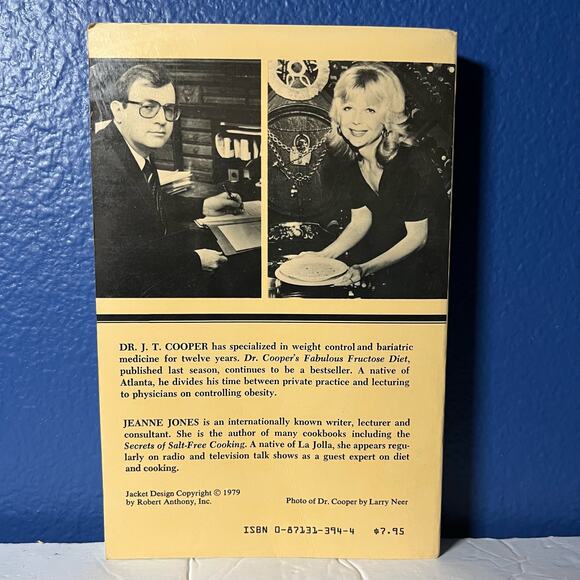 DR. J. T. COOPER has specialized in weight control and bariatric
medicine for twelve years. Dr. Cooper's Fabulous Fructose Diet,
published last season, continues to be a bestseller. A native of
Atlanta, he divides his time between private practice and lecturing
to physicians on controlling obesity.
JEANNE JONES is an internationally known writer, lecturer and
consultant. She is the author of many cookbooks including the
Secrets of Salt-Free Cooking. A native of La Jolla, she appears regu-
larly on radio and television talk shows as a guest expert on diet
and cooking.
Jacket Design Copyright © 1979
by Robert Anthony, Inc.
Photo of Dr. Cooper by Larry Neer
ISBN 0-87131-394-4 $7.95